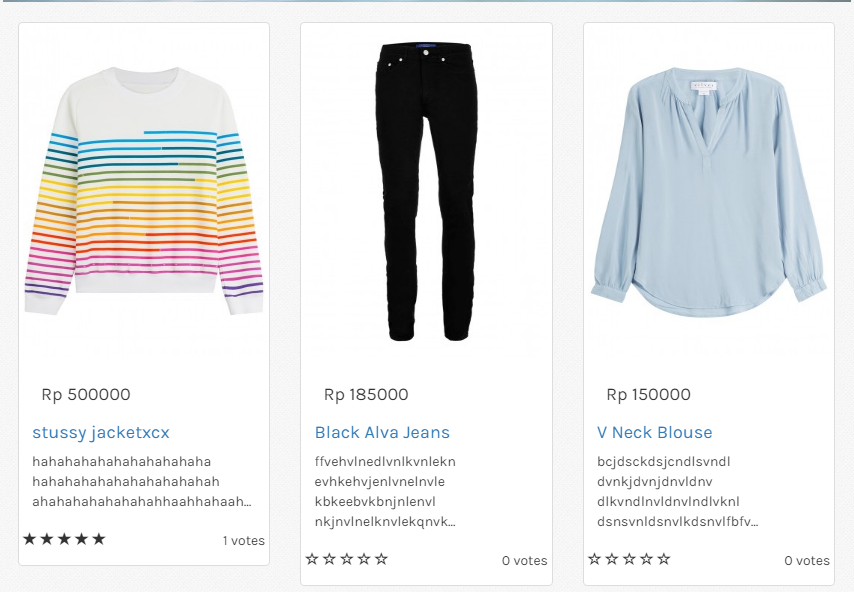 Rp 500000
stussy jacketxcx
hahahahahahahahahahaha
hahahahahahahahahahahah
ahahahahahahahahhaahhahaah...
1 votes
Rp 185000
Black Alva Jeans
ffvehvlnedlvnlkvnlekn
evhkehvjenlvnelnvle
kbkeebvkbnjnlenvl
nkjnvlnelknvlekqnvk...
0 votes
Rp 150000
V Neck Blouse
bcjdsckdsjcndlsvndl
dvnkjdvnjdnvldnv
dlkvndlnvldnvlndlvknl
dsnsvnldsnvlkdsnvlfbfv...
0 votes